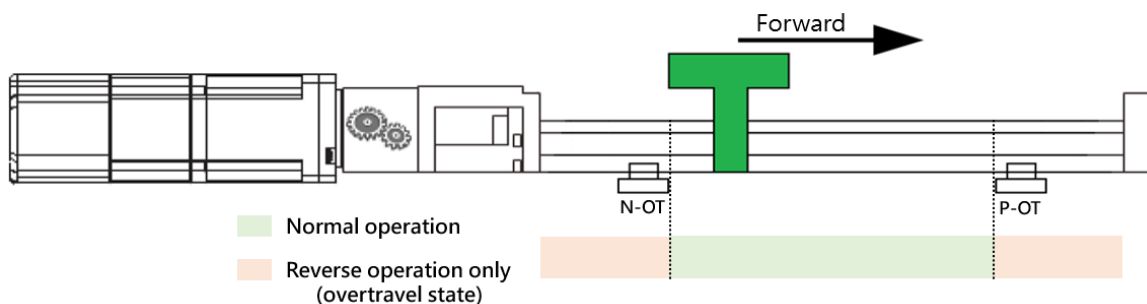 Forward
N-OT
P-OT
Normal operation
Reverse operation only
(overtravel state)